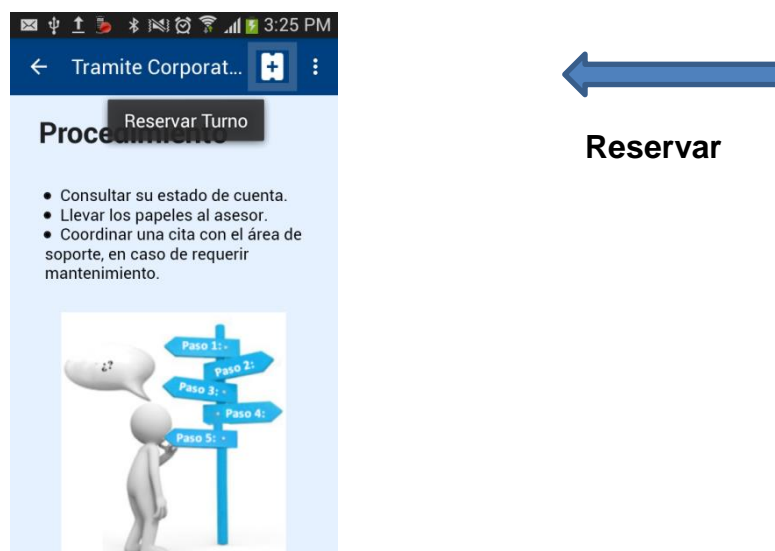 3:25 PM
Tramite Corporat...
Reservar Turno
Procedimiento
Reservar
• Consultar su estado de cuenta.
• Llevar los papeles al asesor.
• Coordinar una cita con el área de
soporte, en caso de requerir
mantenimiento.
Paso 1: -
¿?
Paso 2:
Paso 3: -
- Paso 4:
Paso 5: -